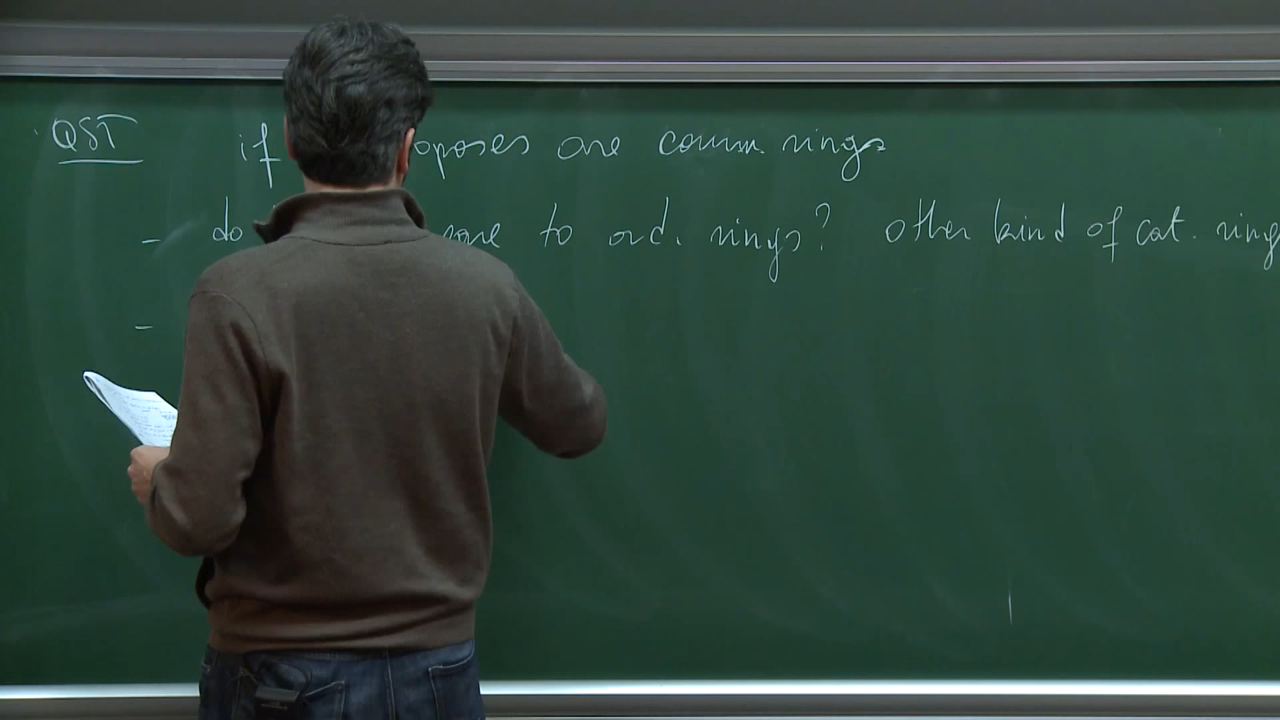 QST if oposes are comm. rings
- do to ord. rings? other kind of cat. ring
-